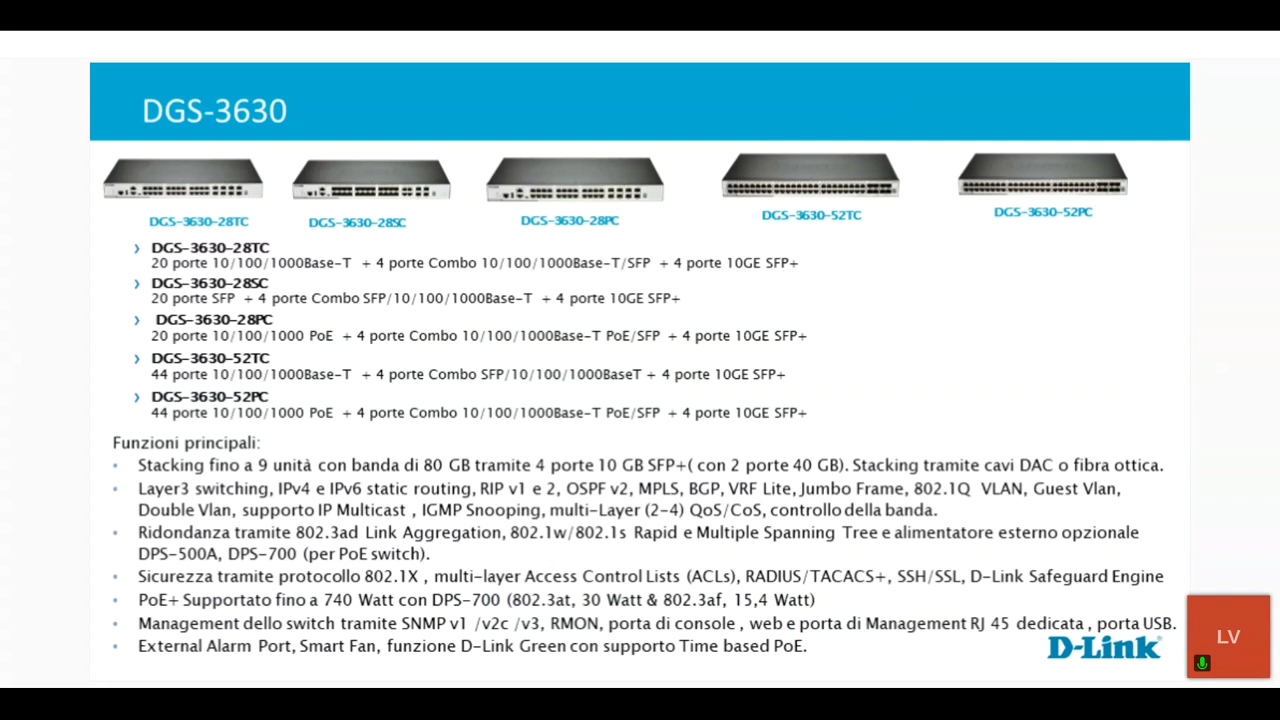 DGS-3630
DGS-3630-28TC
DGS-3630-28SC
DGS-3630-28PC
DGS-3630-52TC
DGS-3630-52PC
› DGS-3630-28TC
20 porte 10/100/1000Base-T + 4 porte Combo 10/100/1000Base-T/SFP + 4 porte 10GE SFP+
› DGS-3630-28SC
20 porte SFP + 4 porte Combo SFP/10/100/1000Base-T + 4 porte 10GE SFP+
› DGS-3630-28PC
20 porte 10/100/1000 PoE + 4 porte Combo 10/100/1000Base-T PoE/SFP + 4 porte 10GE SFP+
› DGS-3630-52TC
44 porte 10/100/1000Base-T + 4 porte Combo SFP/10/100/1000BaseT + 4 porte 10GE SFP+
› DGS-3630-52PC
44 porte 10/100/1000 PoE + 4 porte Combo 10/100/1000Base-T PoE/SFP + 4 porte 10GE SFP+
Funzioni principali:
• Stacking fino a 9 unità con banda di 80 GB tramite 4 porte 10 GB SFP+( con 2 porte 40 GB). Stacking tramite cavi DAC o fibra ottica.
• Layer3 switching, IPv4 e IPv6 static routing, RIP v1 e 2, OSPF v2, MPLS, BGP, VRF Lite, Jumbo Frame, 802.1Q VLAN, Guest Vlan,
Double Vlan, supporto IP Multicast , IGMP Snooping, multi-Layer (2-4) QoS/CoS, controllo della banda.
• Ridondanza tramite 802.3ad Link Aggregation, 802.1w/802.1s Rapid e Multiple Spanning Tree e alimentatore esterno opzionale
DPS-500A, DPS-700 (per PoE switch).
• Sicurezza tramite protocollo 802.1X , multi-layer Access Control Lists (ACLs), RADIUS/TACACS+, SSH/SSL, D-Link Safeguard Engine
• PoE+ Supportato fino a 740 Watt con DPS-700 (802.3at, 30 Watt & 802.3af, 15,4 Watt)
• Management dello switch tramite SNMP v1 /v2c /v3, RMON, porta di console , web e porta di Management RJ 45 dedicata , porta USB.
• External Alarm Port, Smart Fan, funzione D-Link Green con supporto Time based PoE.
D-Link
LV